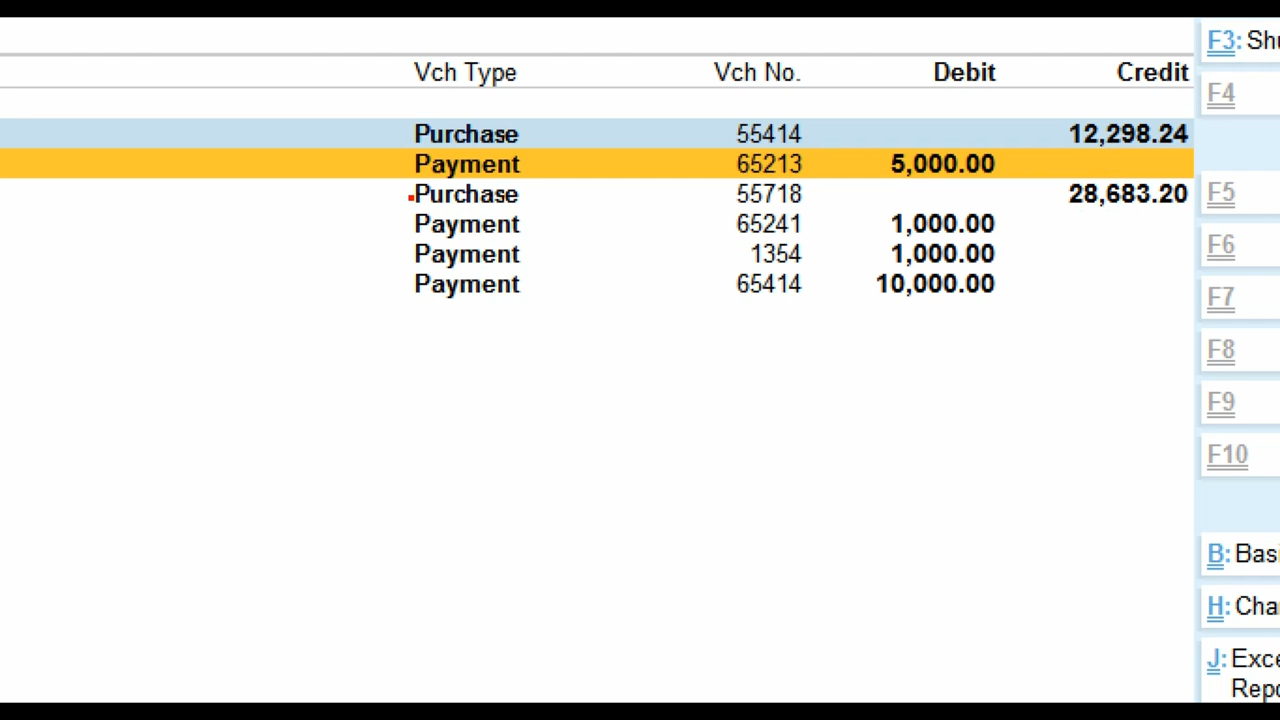 Vch Type Vch No. Debit Credit
Purchase 55414 12,298.24
Payment 65213 5,000.00
Purchase 55718 28,683.20
Payment 65241 1,000.00
Payment 1354 1,000.00
Payment 65414 10,000.00
F3: Shu
F4
F5
F6
F7
F8
F9
F10
B: Basi
H: Cha
J: Exce
Repo